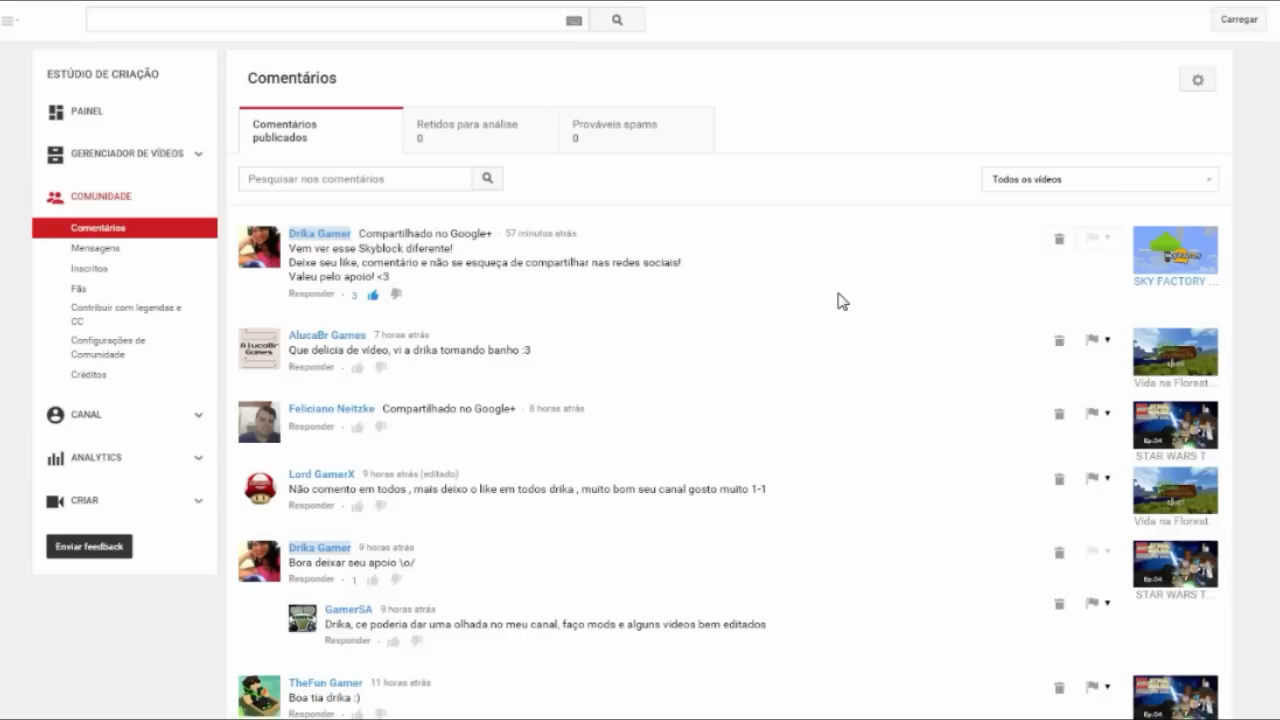 Carregar
ESTÚDIO DE CRIAÇÃO
PAINEL
GERENCIADOR DE VÍDEOS
COMUNIDADE
Comentários
Mensagens
Inscritos
Fãs
Contribuir com legendas e
CC
Configurações de
Comunidade
Créditos
CANAL
ANALYTICS
CRIAR
Enviar feedback
Comentários
Comentários
publicados
Retidos para análise
0
Prováveis spams
0
Pesquisar nos comentários
Todos os vídeos
Drika Gamer Compartilhado no Google+ · 57 minutos atrás
Vem ver esse Skyblock diferente!
Deixe seu like, comentário e não se esqueça de compartilhar nas redes sociais!
Valeu pelo apoio! <3
Responder · 3
SKY FACTORY ...
AlucaBr Games
AlucaBr Games 7 horas atrás
Que delicia de vídeo, vi a drika tomando banho :3
Responder ·
Vida na Florest...
Feliciano Neitzke Compartilhado no Google+ · 8 horas atrás
Responder ·
Ep.04
STAR WARS T
Lord GamerX 9 horas atrás (editado)
Não comento em todos , mais deixo o like em todos drika , muito bom seu canal gosto muito 1-1
Responder ·
Vida na Florest
Drika Gamer 9 horas atrás
Bora deixar seu apoio \o/
Responder · 1
Ep.04
STAR WARS T...
GamerSA 9 horas atrás
Drika, ce poderia dar uma olhada no meu canal, faço mods e alguns videos bem editados
Responder ·
TheFun Gamer 11 horas atrás
Boa tia drika :)
Responder ·
Ep.04